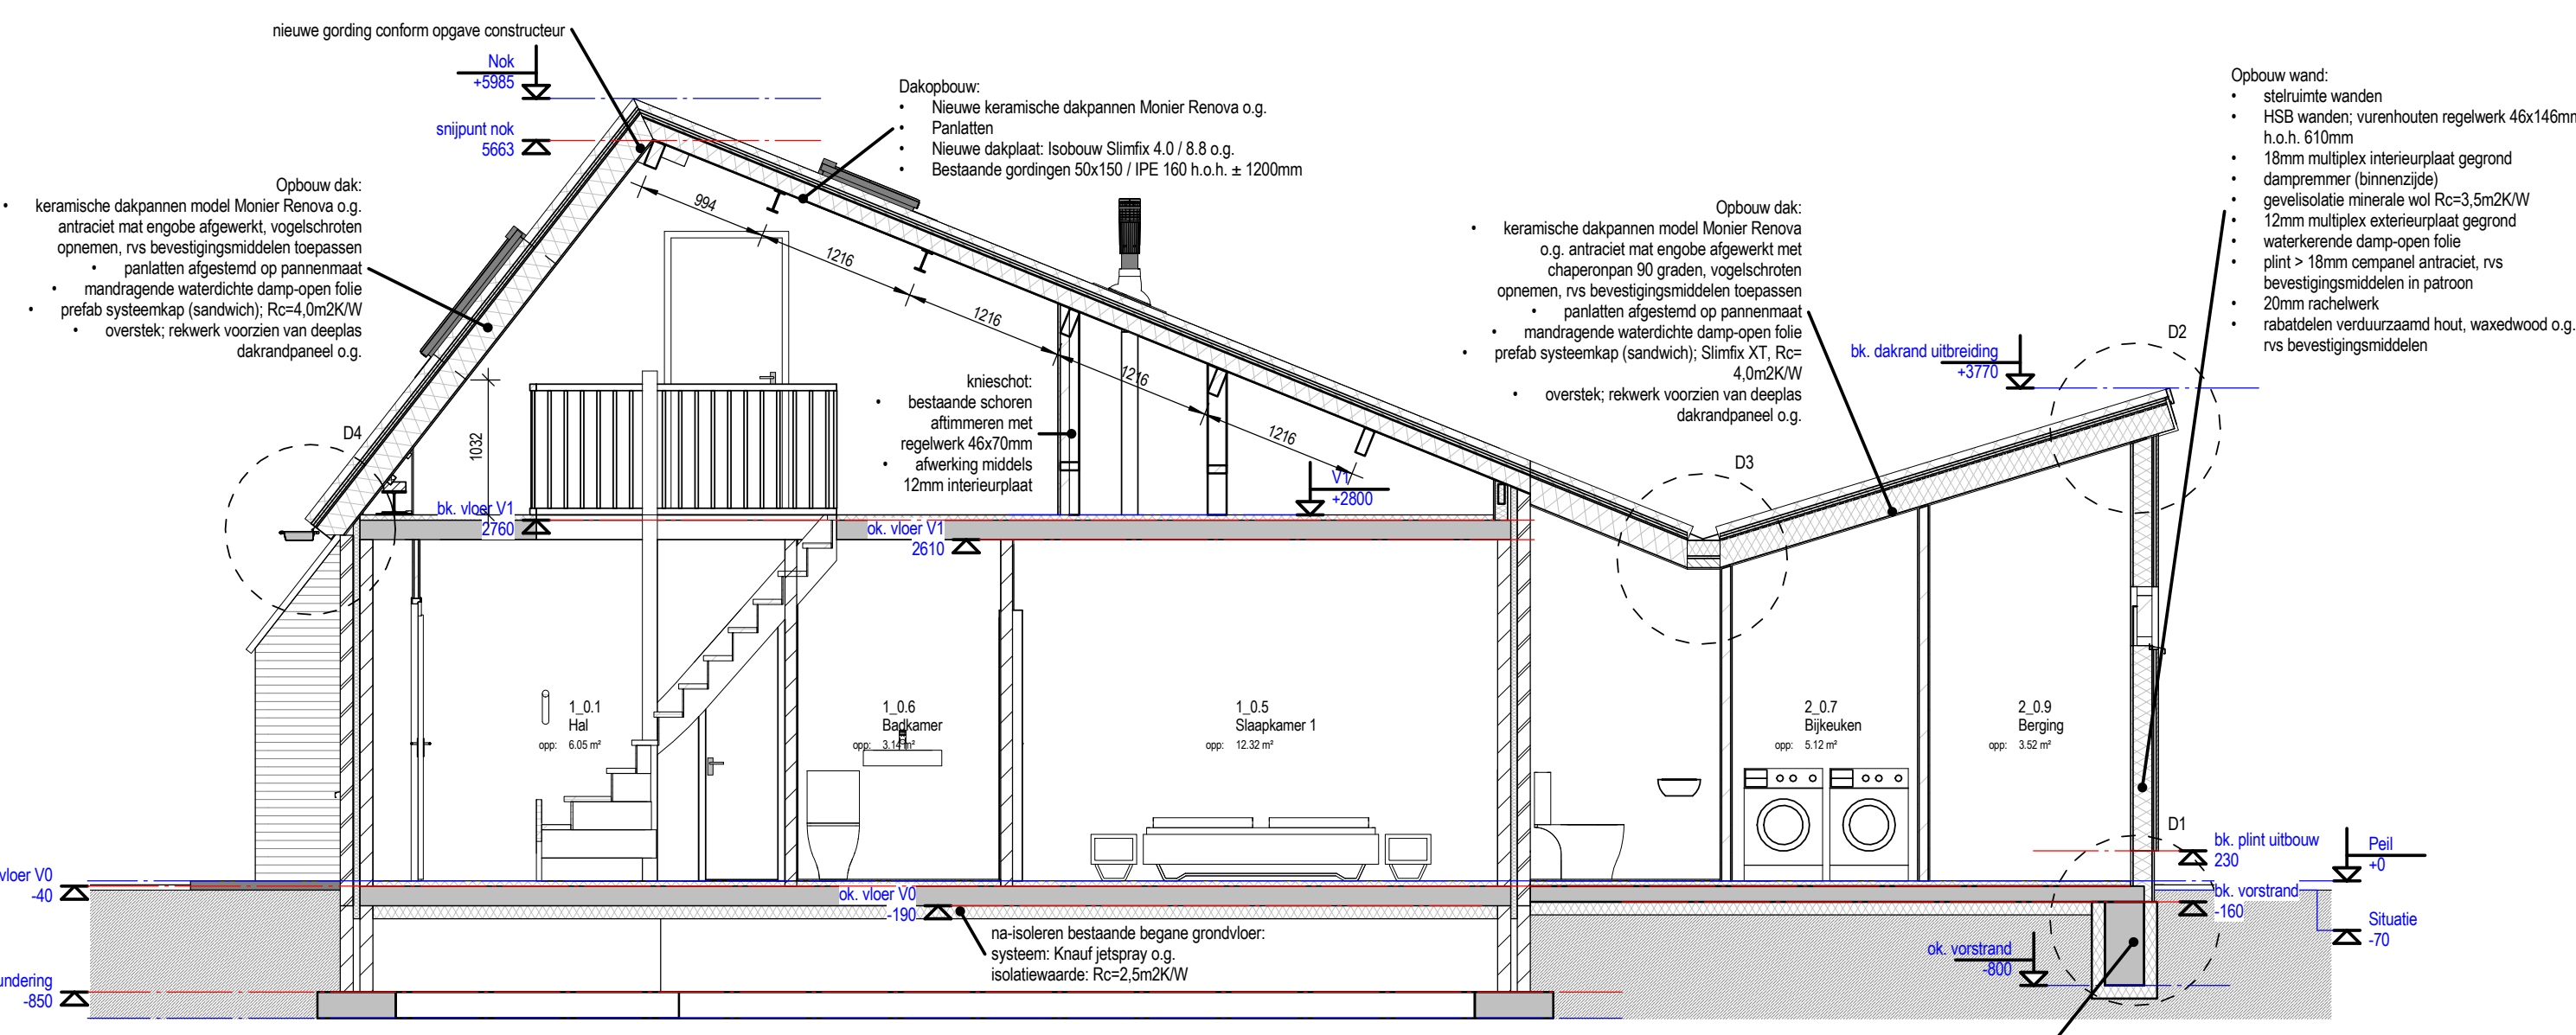 nieuwe gording conform opgave constructeur
Nok
+5985
snijpunt nok
5663
Opbouw dak:
• keramische dakpannen model Monier Renova o.g.
antraciet mat engobe afgewerkt, vogelschroten
opnemen, rvs bevestigingsmiddelen toepassen
• panlatten afgestemd op pannenmaat
• mandragende waterdichte damp-open folie
• prefab systeemkap (sandwich); Rc=4,0m2K/W
• overstek; rekwerk voorzien van deeplas
dakrandpaneel o.g.
Dakopbouw:
• Nieuwe keramische dakpannen Monier Renova o.g.
• Panlatten
• Nieuwe dakplaat: Isobouw Slimfix 4.0 / 8.8 o.g.
• Bestaande gordingen 50x150 / IPE 160 h.o.h. ± 1200mm
Opbouw dak:
• keramische dakpannen model Monier Renova
o.g. antraciet mat engobe afgewerkt met
chaperonpan 90 graden, vogelschroten
opnemen, rvs bevestigingsmiddelen toepassen
• panlatten afgestemd op pannenmaat
• mandragende waterdichte damp-open folie
• prefab systeemkap (sandwich); Slimfix XT, Rc=
4,0m2K/W
• overstek; rekwerk voorzien van deeplas
dakrandpaneel o.g.
Opbouw wand:
• stelruimte wanden
• HSB wanden; vurenhouten regelwerk 46x146mm
h.o.h. 610mm
• 18mm multiplex interieurplaat gegrond
• dampremmer (binnenzijde)
• gevelisolatie minerale wol Rc=3,5m2K/W
• 12mm multiplex exterieurplaat gegrond
• waterkerende damp-open folie
• plint > 18mm cempanel antraciet, rvs
bevestigingsmiddelen in patroon
• 20mm rachelwerk
• rabatdelen verduurzaamd hout, waxedwood o.g.
rvs bevestigingsmiddelen
994
1216
1216
1216
1216
1032
knieschot:
• bestaande schoren
aftimmeren met
regelwerk 46x70mm
• afwerking middels
12mm interieurplaat
bk. dakrand uitbreiding
+3770
D2
D3
D4
V1
+2800
bk. vloer V1
2760
ok. vloer V1
2610
1_0.1
Hal
opp: 6.05 m²
1_0.6
Badkamer
opp: 3.14 m²
1_0.5
Slaapkamer 1
opp: 12.32 m²
2_0.7
Bijkeuken
opp: 5.12 m²
2_0.9
Berging
opp: 3.52 m²
D1
bk. plint uitbouw
230
Peil
+0
bk. vorstrand
-160
Situatie
-70
vloer V0
-40
ok. vloer V0
-190
na-isoleren bestaande begane grondvloer:
systeem: Knauf jetspray o.g.
isolatiewaarde: Rc=2,5m2K/W
ok. vorstrand
-800
undering
-850